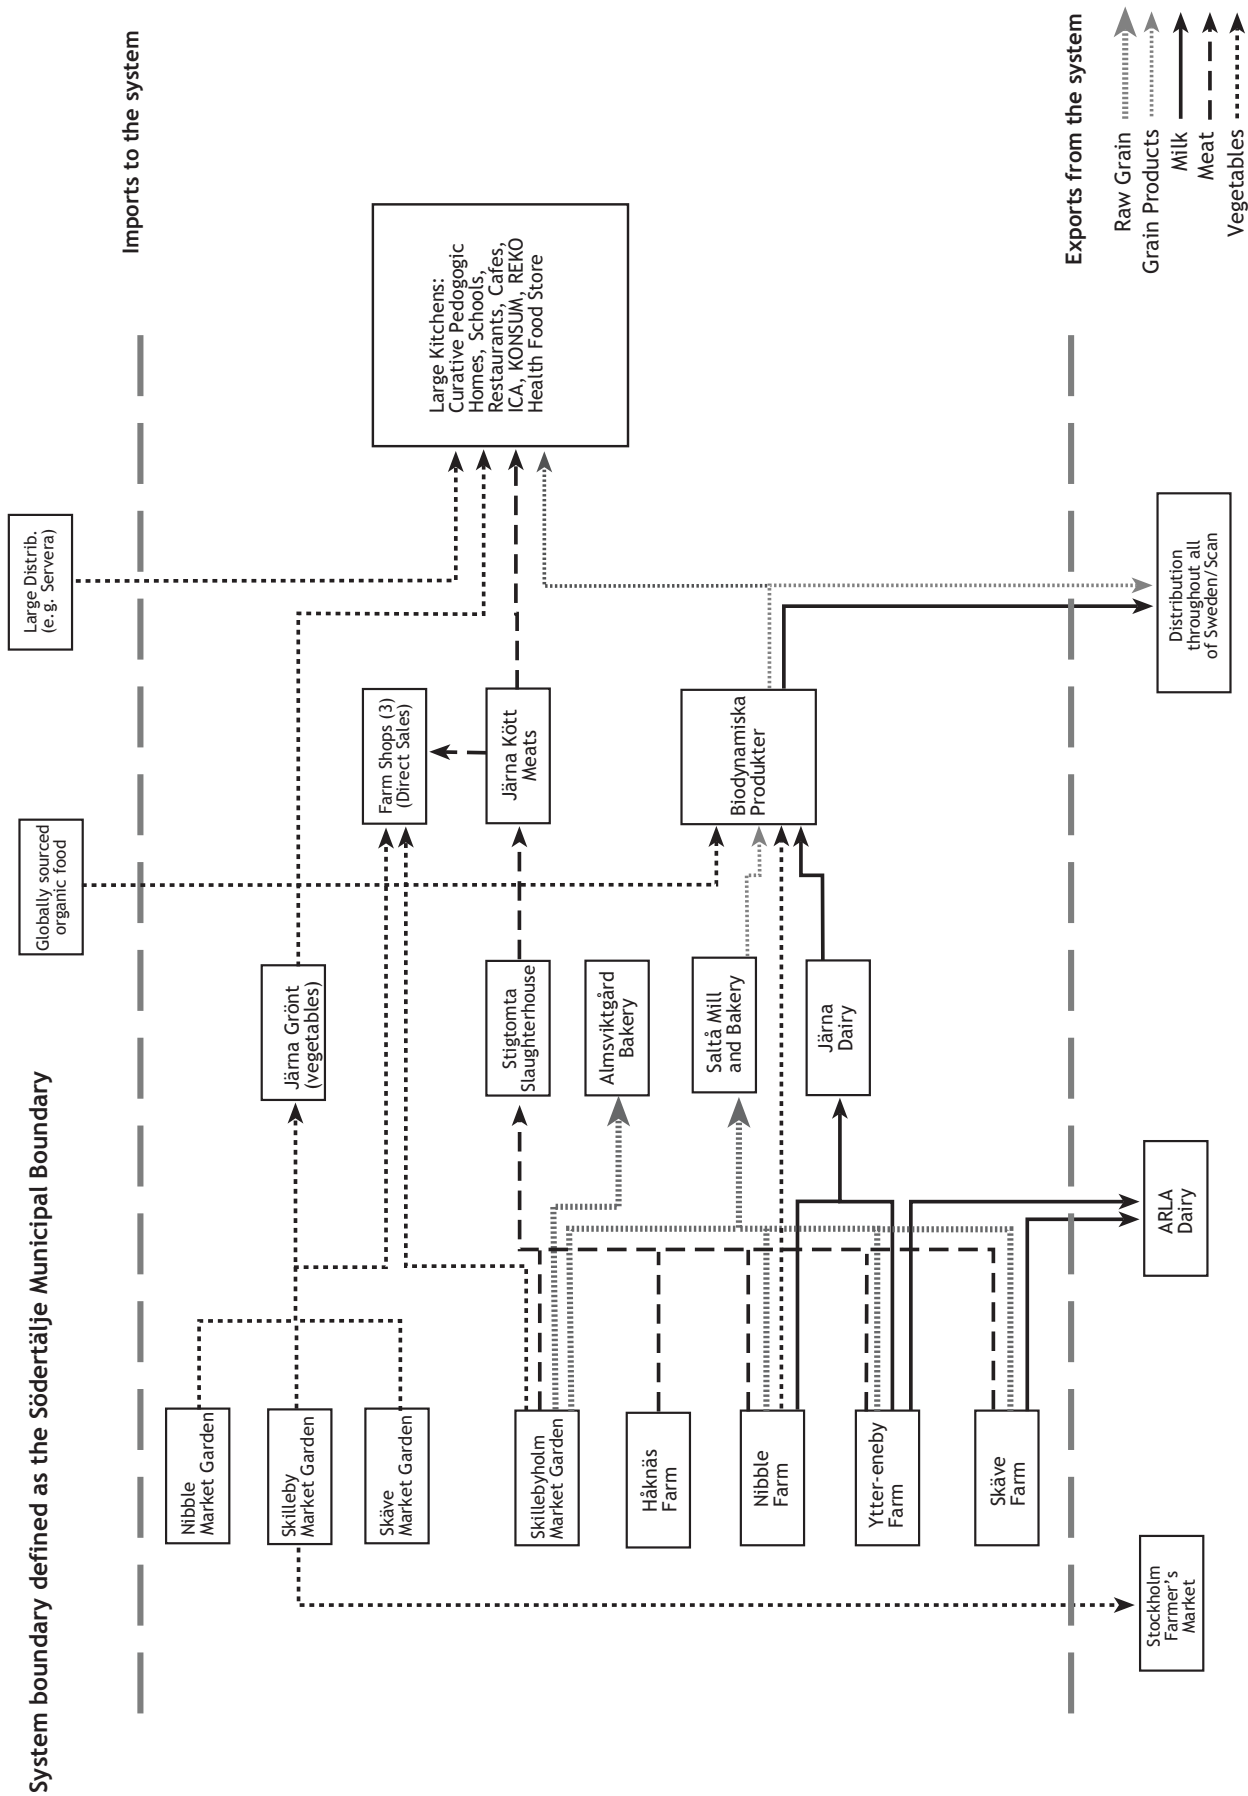 System boundary defined as the Södertälje Municipal Boundary
Imports to the system
Globally sourced
organic food
Large Distrib.
(e.g. Servera)
Nibble
Market Garden
Skilleby
Market Garden
Skäve
Market Garden
Skillebyholm
Market Garden
Håknäs
Farm
Nibble
Farm
Ytter-eneby
Farm
Skäve
Farm
Järna Grönt
(vegetables)
Stigtomta
Slaughterhouse
Almsviktgård
Bakery
Saltå Mill
and Bakery
Järna
Dairy
Farm Shops (3)
(Direct Sales)
Järna Kött
Meats
Biodynamiska
Produkter
Large Kitchens:
Curative Pedogogic
Homes, Schools,
Restaurants, Cafes,
ICA, KONSUM, REKO
Health Food Store
Stockholm
Farmer's
Market
ARLA
Dairy
Distribution
throughout all
of Sweden/Scan
Exports from the system
Raw Grain
Grain Products
Milk
Meat
Vegetables